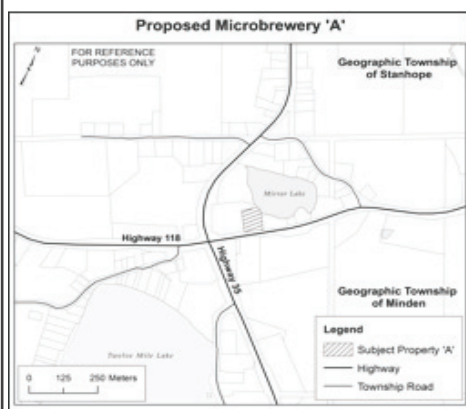 Proposed Microbrewery 'A'
N
FOR REFERENCE
PURPOSES ONLY
Geographic Township
of Stanhope
Mirror Lake
Highway 118
Highway 35
Geographic Township
of Minden
Twelve Mile Lake
Legend
Subject Property 'A'
Highway
Township Road
0 125 250 Meters